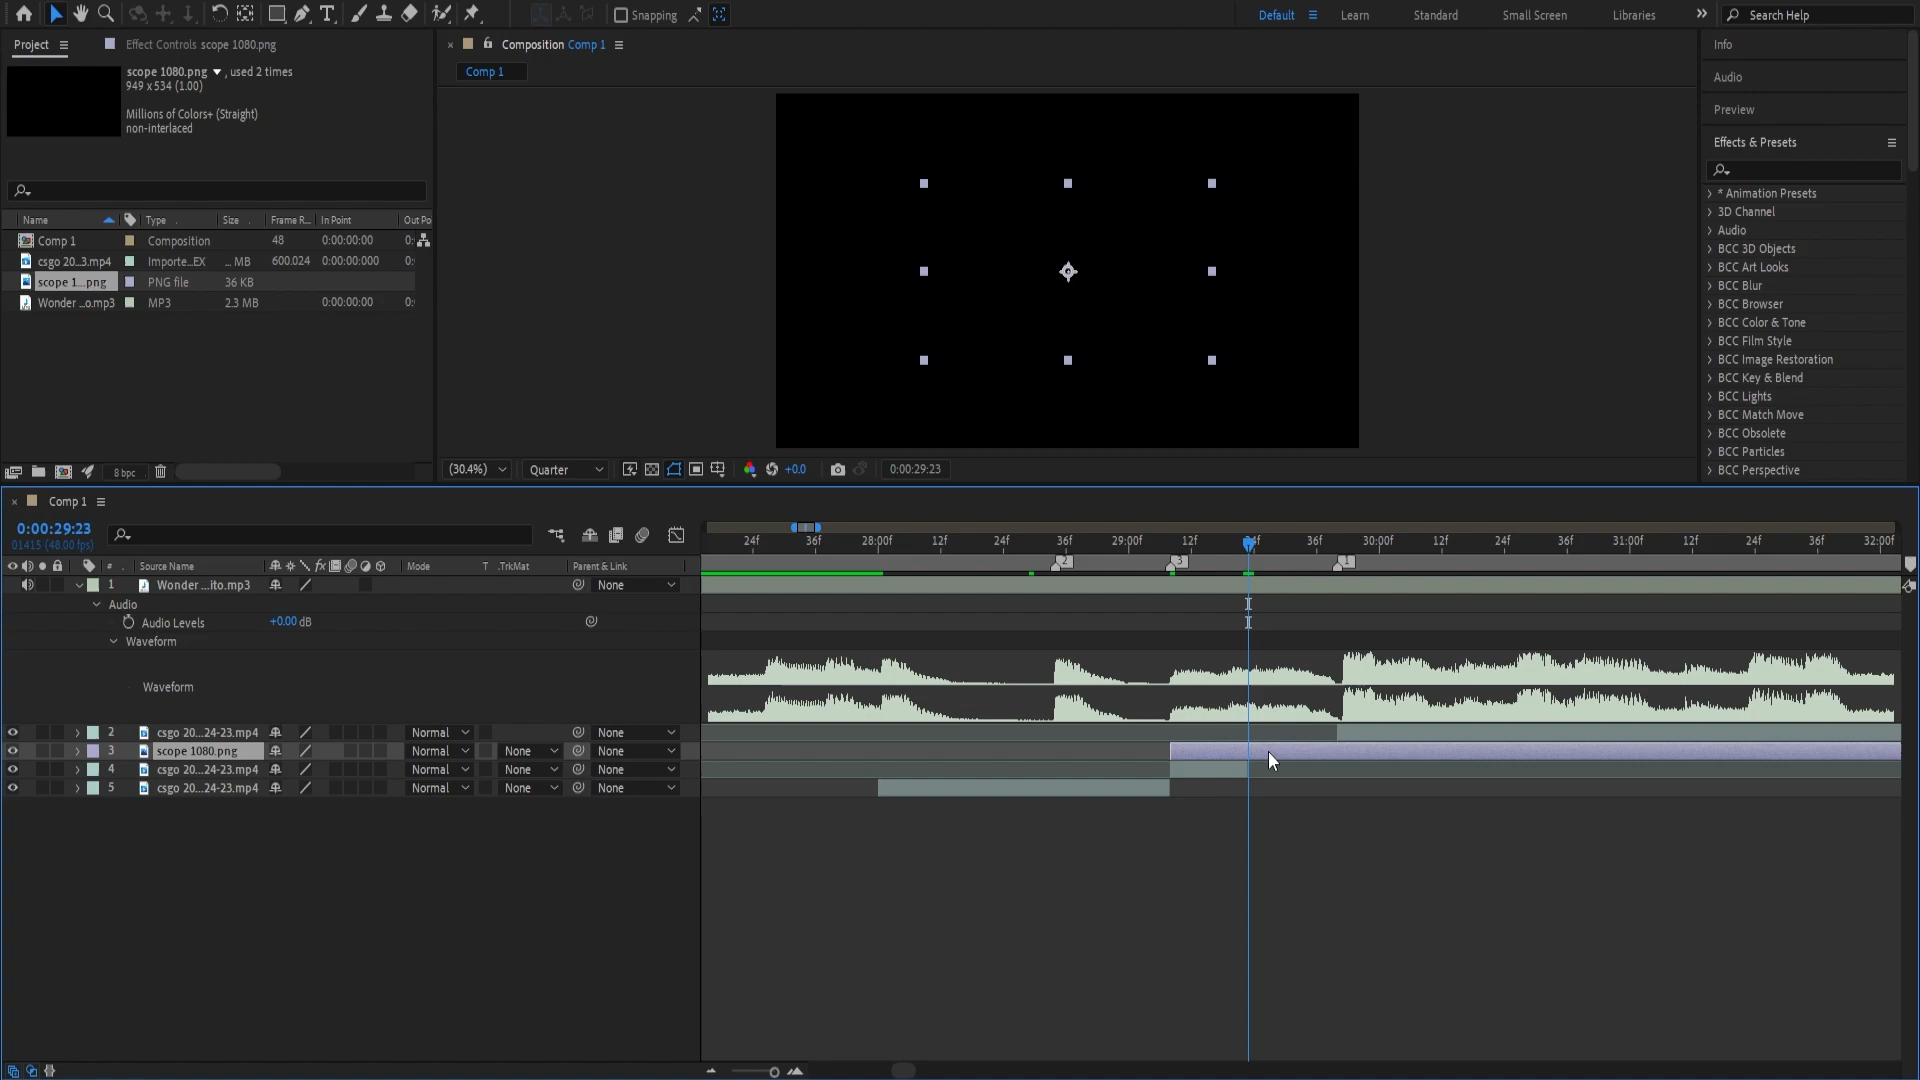 Snapping
Default
Learn
Standard
Small Screen
Libraries
Search Help
Project
Effect Controls scope 1080.png
scope 1080.png , used 2 times
949 x 534 (1.00)
Millions of Colors+ (Straight)
non-interlaced
Name Type Size Frame R... In Point Out Po
Comp 1 Composition 48 0:00:00:00 0:
csgo 20...3.mp4 Importe...EX ... MB 600.024 0:00:00:000 0:
scope 1...png PNG file 36 KB
Wonder ...o.mp3 MP3 2.3 MB 0:00:00:00 0:
8 bpc
Composition Comp 1
Comp 1
(30.4%) Quarter +0.0 0:00:29:23
Info
Audio
Preview
Effects & Presets
* Animation Presets
3D Channel
Audio
BCC 3D Objects
BCC Art Looks
BCC Blur
BCC Browser
BCC Color & Tone
BCC Film Style
BCC Image Restoration
BCC Key & Blend
BCC Lights
BCC Match Move
BCC Obsolete
BCC Particles
BCC Perspective
Comp 1
0:00:29:23
01415 (48.00 fps)
24f 36f 28:00f 12f 24f 36f 29:00f 12f 24f 36f 30:00f 12f 24f 36f 31:00f 12f 24f 36f 32:00f
2 3 1
# Source Name fx Mode T .TrkMat Parent & Link
1 Wonder ...ito.mp3 None
Audio
Audio Levels +0.00 dB
Waveform
Waveform
2 csgo 20...24-23.mp4 Normal None
3 scope 1080.png Normal None None
4 csgo 20...24-23.mp4 Normal None None
5 csgo 20...24-23.mp4 Normal None None